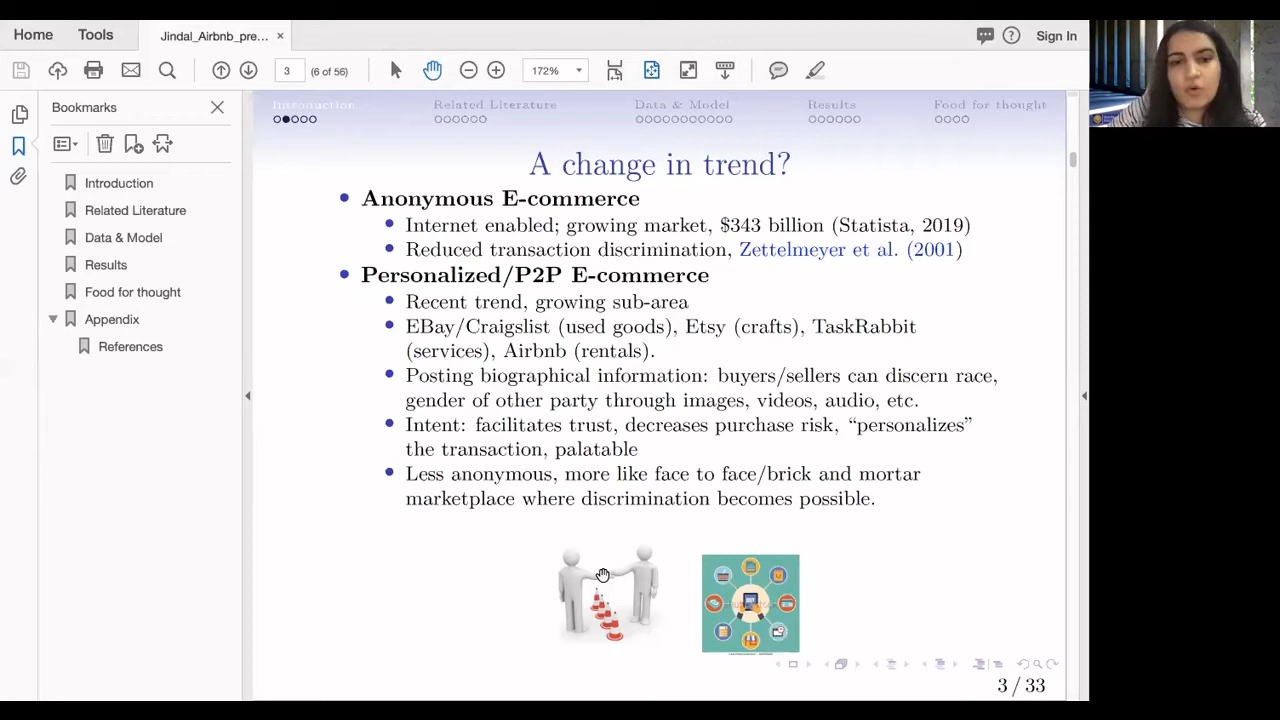 Home
Tools
Jindal_Airbnb_pre...
Sign In
3
(6 of 56)
172%
Bookmarks
Introduction
Related Literature
Data & Model
Results
Food for thought
Appendix
References
Introduction
Related Literature
Data & Model
Results
Food for thought
A change in trend?
Anonymous E-commerce
Internet enabled; growing market, $343 billion (Statista, 2019)
Reduced transaction discrimination, Zettelmeyer et al. (2001)
Personalized/P2P E-commerce
Recent trend, growing sub-area
EBay/Craigslist (used goods), Etsy (crafts), TaskRabbit
(services), Airbnb (rentals).
Posting biographical information: buyers/sellers can discern race,
gender of other party through images, videos, audio, etc.
Intent: facilitates trust, decreases purchase risk, “personalizes”
the transaction, palatable
Less anonymous, more like face to face/brick and mortar
marketplace where discrimination becomes possible.
3 / 33